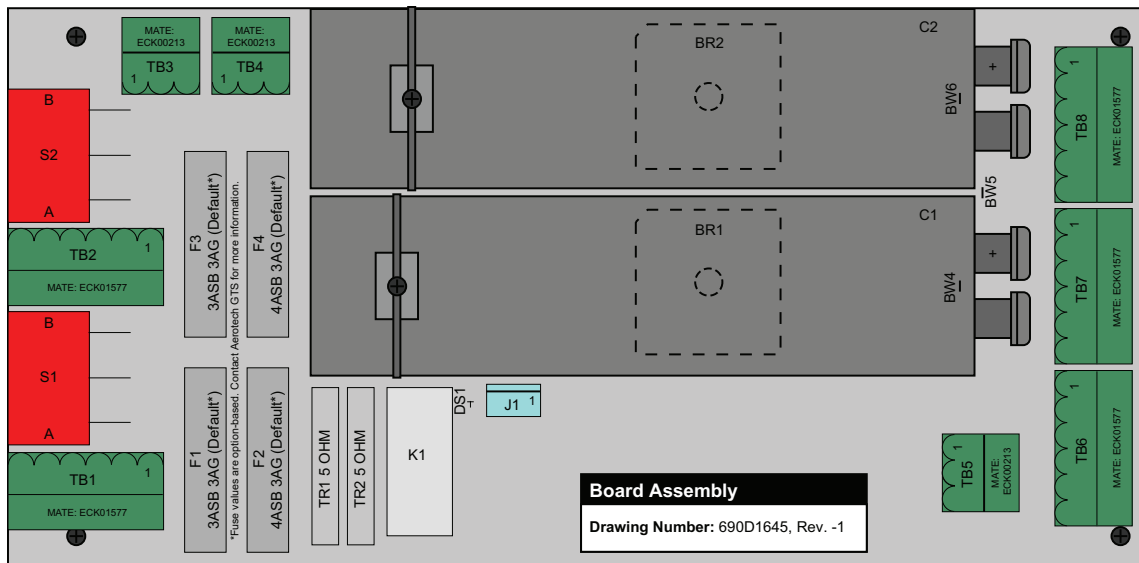 MATE:
ECK00213
TB3
1
MATE:
ECK00213
TB4
1
BR2
C2
+
BW6
B
S2
A
1
TB8
MATE: ECK01577
BW5
F3
3ASB 3AG (Default*)
*Fuse values are option-based. Contact Aerotech GTS for more information.
F4
4ASB 3AG (Default*)
TB2
1
MATE: ECK01577
BR1
C1
+
BW4
1
TB7
MATE: ECK01577
B
S1
A
F1
3ASB 3AG (Default*)
F2
4ASB 3AG (Default*)
TR1 5 OHM
TR2 5 OHM
K1
DS1
T
J1
1
1
TB6
MATE: ECK01577
1
TB5
MATE:
ECK00213
TB1
1
MATE: ECK01577
Board Assembly
Drawing Number: 690D1645, Rev. -1